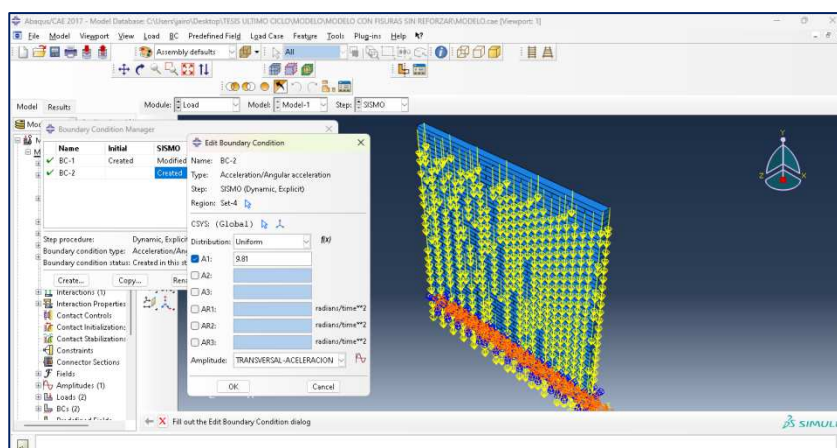 Abaqus/CAE 2017 - Model Database: C:\Users\jairo\Desktop\TESIS ULTIMO CICLO\MODELO\MODELO CON FISURAS SIN REFORZAR\MODELO.cae [Viewport: 1]
File Model Viewport View Load BC Predefined Field Load Case Feature Tools Plug-ins Help
Assembly defaults All
Model Results Module: Load Model: Model-1 Step: SISMO
Boundary Condition Manager
Name Initial SISMO
BC-1 Created Modified
BC-2 Created
Step procedure: Dynamic, Explicit
Boundary condition type: Acceleration/An
Boundary condition status: Created in this st
Create... Copy... Rena
Edit Boundary Condition
Name: BC-2
Type: Acceleration/Angular acceleration
Step: SISMO (Dynamic, Explicit)
Region: Set-4
CSYS: (Global)
Distribution: Uniform f(x)
A1: 9.81
A2:
A3:
AR1: radians/time**2
AR2: radians/time**2
AR3: radians/time**2
Amplitude: TRANSVERSAL-ACELERACION
OK Cancel
Interactions (1)
Interaction Properties
Contact Controls
Contact Initializations
Contact Stabilizations
Constraints
Connector Sections
Fields
Amplitudes (1)
Loads (2)
BCs (2)
Fill out the Edit Boundary Condition dialog
Y
Z X
SIMULI